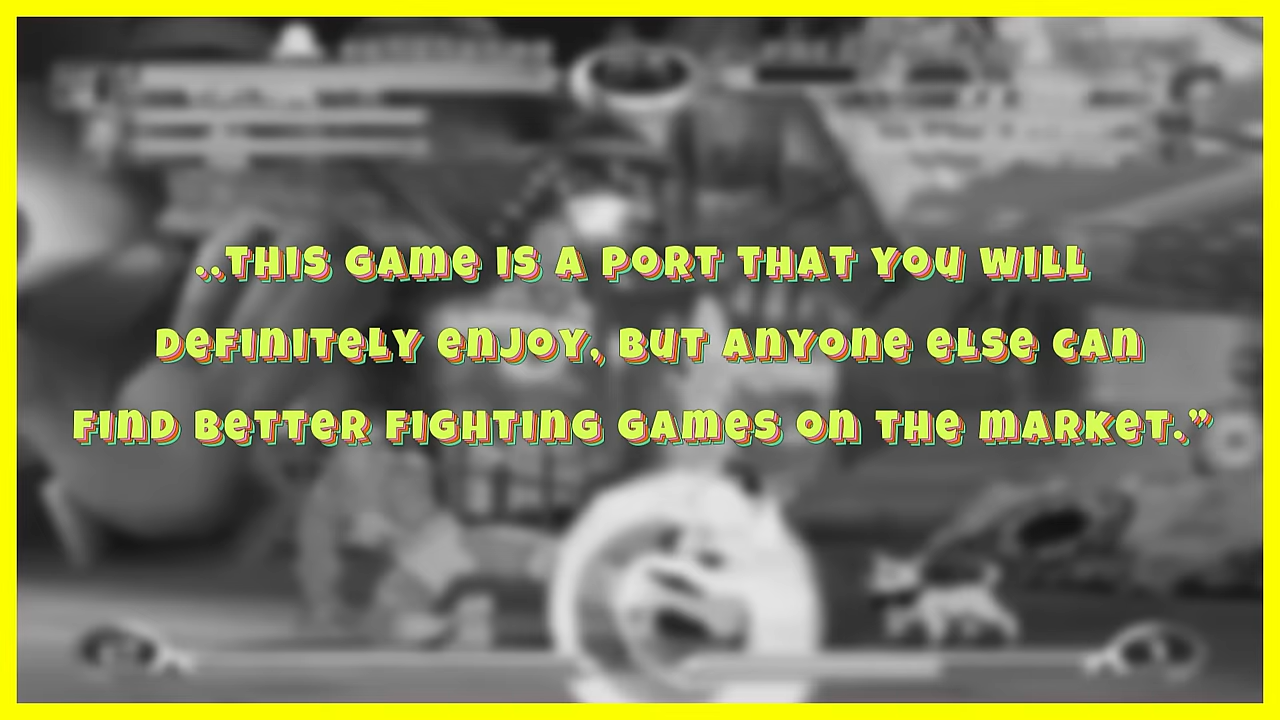 ..THIS GAME IS A PORT THAT YOU WILL
DEFINITELY ENJOY, BUT ANYONE ELSE CAN
FIND BETTER FIGHTING GAMES ON THE MARKET.”